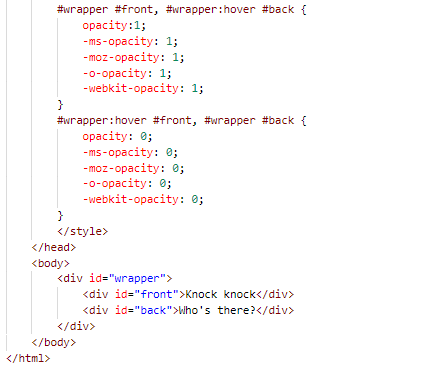 #wrapper #front, #wrapper:hover #back {
opacity:1;
-ms-opacity: 1;
-moz-opacity: 1;
-o-opacity: 1;
-webkit-opacity: 1;
}
#wrapper:hover #front, #wrapper #back {
opacity: 0;
-ms-opacity: 0;
-moz-opacity: 0;
-o-opacity: 0;
-webkit-opacity: 0;
}
</style>
</head>
<body>
<div id="wrapper">
<div id="front">Knock knock</div>
<div id="back">Who's there?</div>
</div>
</body>
</html>